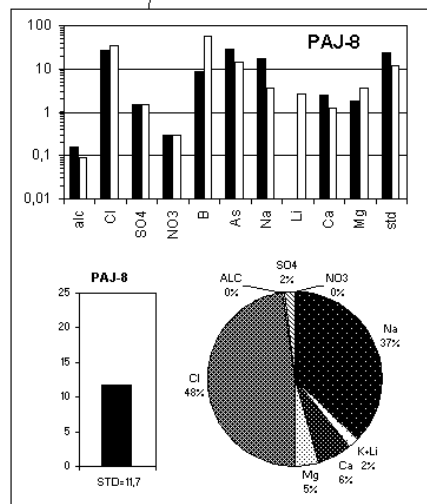 PAJ-8
100
10
1
0,1
0,01
alc
Cl
SO4
NO3
B
As
Na
Li
Ca
Mg
std
PAJ-8
25
20
15
10
5
0
STD=11,7
SO4
2%
ALC
0%
NO3
0%
Na
37%
Cl
48%
K+Li
2%
Ca
6%
Mg
5%